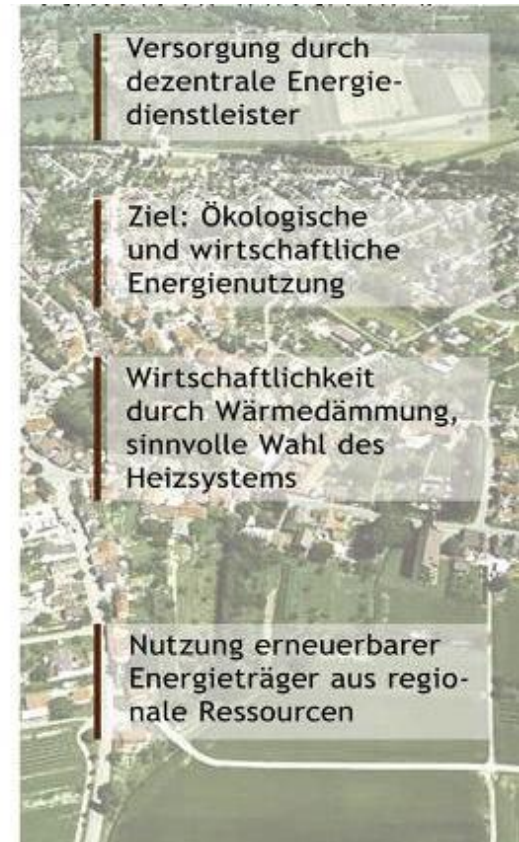 Versorgung durch
dezentrale Energie-
dienstleister
Ziel: Ökologische
und wirtschaftliche
Energienutzung
Wirtschaftlichkeit
durch Wärmedämmung,
sinnvolle Wahl des
Heizsystems
Nutzung erneuerbarer
Energieträger aus regio-
nale Ressourcen